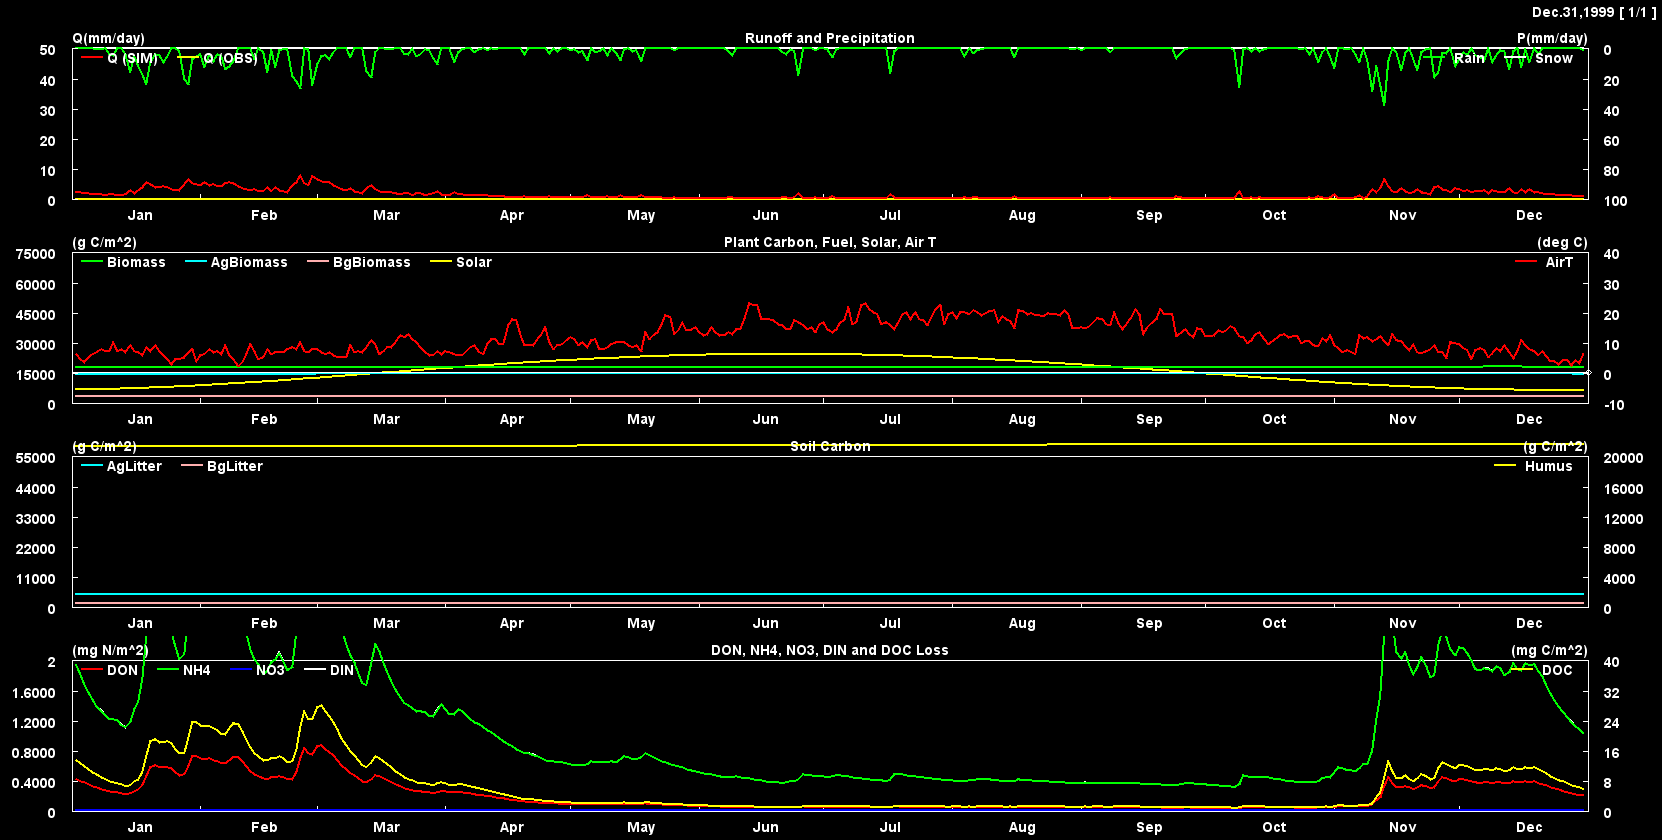 Dec.31,1999 [ 1/1 ]
Q(mm/day) Runoff and Precipitation P(mm/day)
50 0
Q (SIM) Q (OBS) Rain Snow
40 20
30 40
20 60
10 80
0 100
Jan Feb Mar Apr May Jun Jul Aug Sep Oct Nov Dec
(g C/m^2) Plant Carbon, Fuel, Solar, Air T (deg C)
75000 40
Biomass AgBiomass BgBiomass Solar AirT
60000 30
45000 20
30000 10
15000 0
0 -10
Jan Feb Mar Apr May Jun Jul Aug Sep Oct Nov Dec
(g C/m^2) Soil Carbon (g C/m^2)
55000 20000
AgLitter BgLitter Humus
44000 16000
33000 12000
22000 8000
11000 4000
0 0
Jan Feb Mar Apr May Jun Jul Aug Sep Oct Nov Dec
(mg N/m^2) DON, NH4, NO3, DIN and DOC Loss (mg C/m^2)
2 40
DON NH4 NO3 DIN DOC
1.6000 32
1.2000 24
0.8000 16
0.4000 8
0 0
Jan Feb Mar Apr May Jun Jul Aug Sep Oct Nov Dec